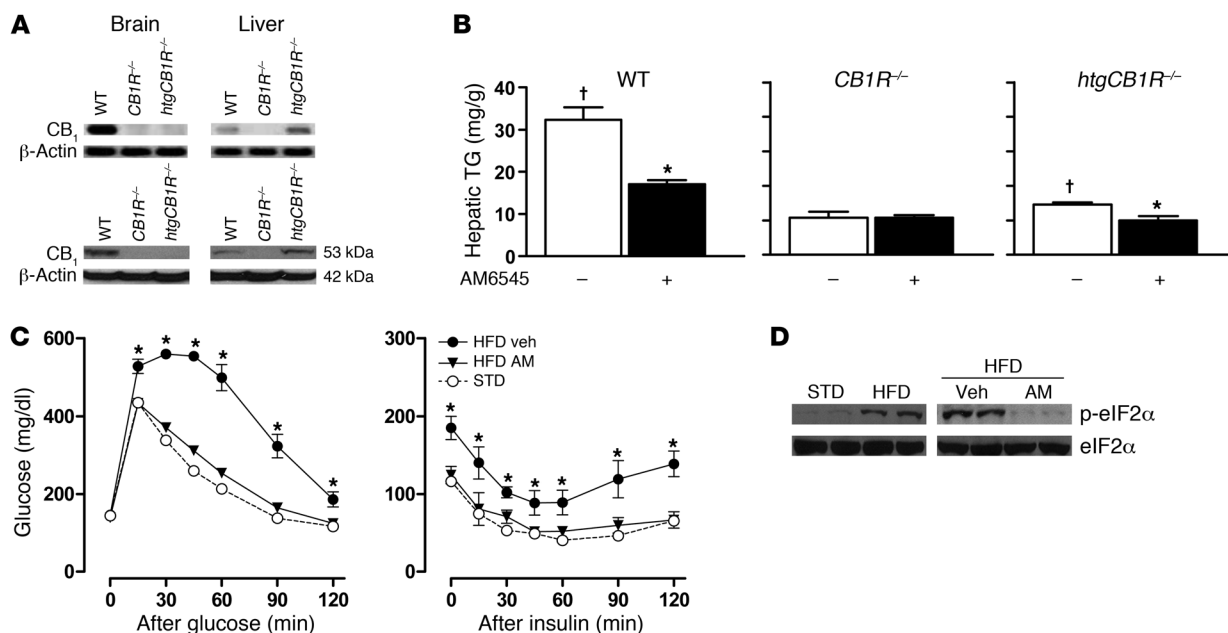 A
Brain
Liver
WT
CB1R–/–
htgCB1R–/–
WT
CB1R–/–
htgCB1R–/–
CB1
β-Actin
WT
CB1R–/–
htgCB1R–/–
WT
CB1R–/–
htgCB1R–/–
CB1
53 kDa
β-Actin
42 kDa
B
WT
CB1R–/–
htgCB1R–/–
Hepatic TG (mg/g)
40
30
20
10
0
†
*
†
*
AM6545
– +
– +
– +
C
Glucose (mg/dl)
600
400
200
0
* * * * * *
0 30 60 90 120
After glucose (min)
300
200
100
0
HFD veh
HFD AM
STD
* * * * * * *
0 30 60 90 120
After insulin (min)
D
HFD
STD HFD Veh AM
p-eIF2α
eIF2α